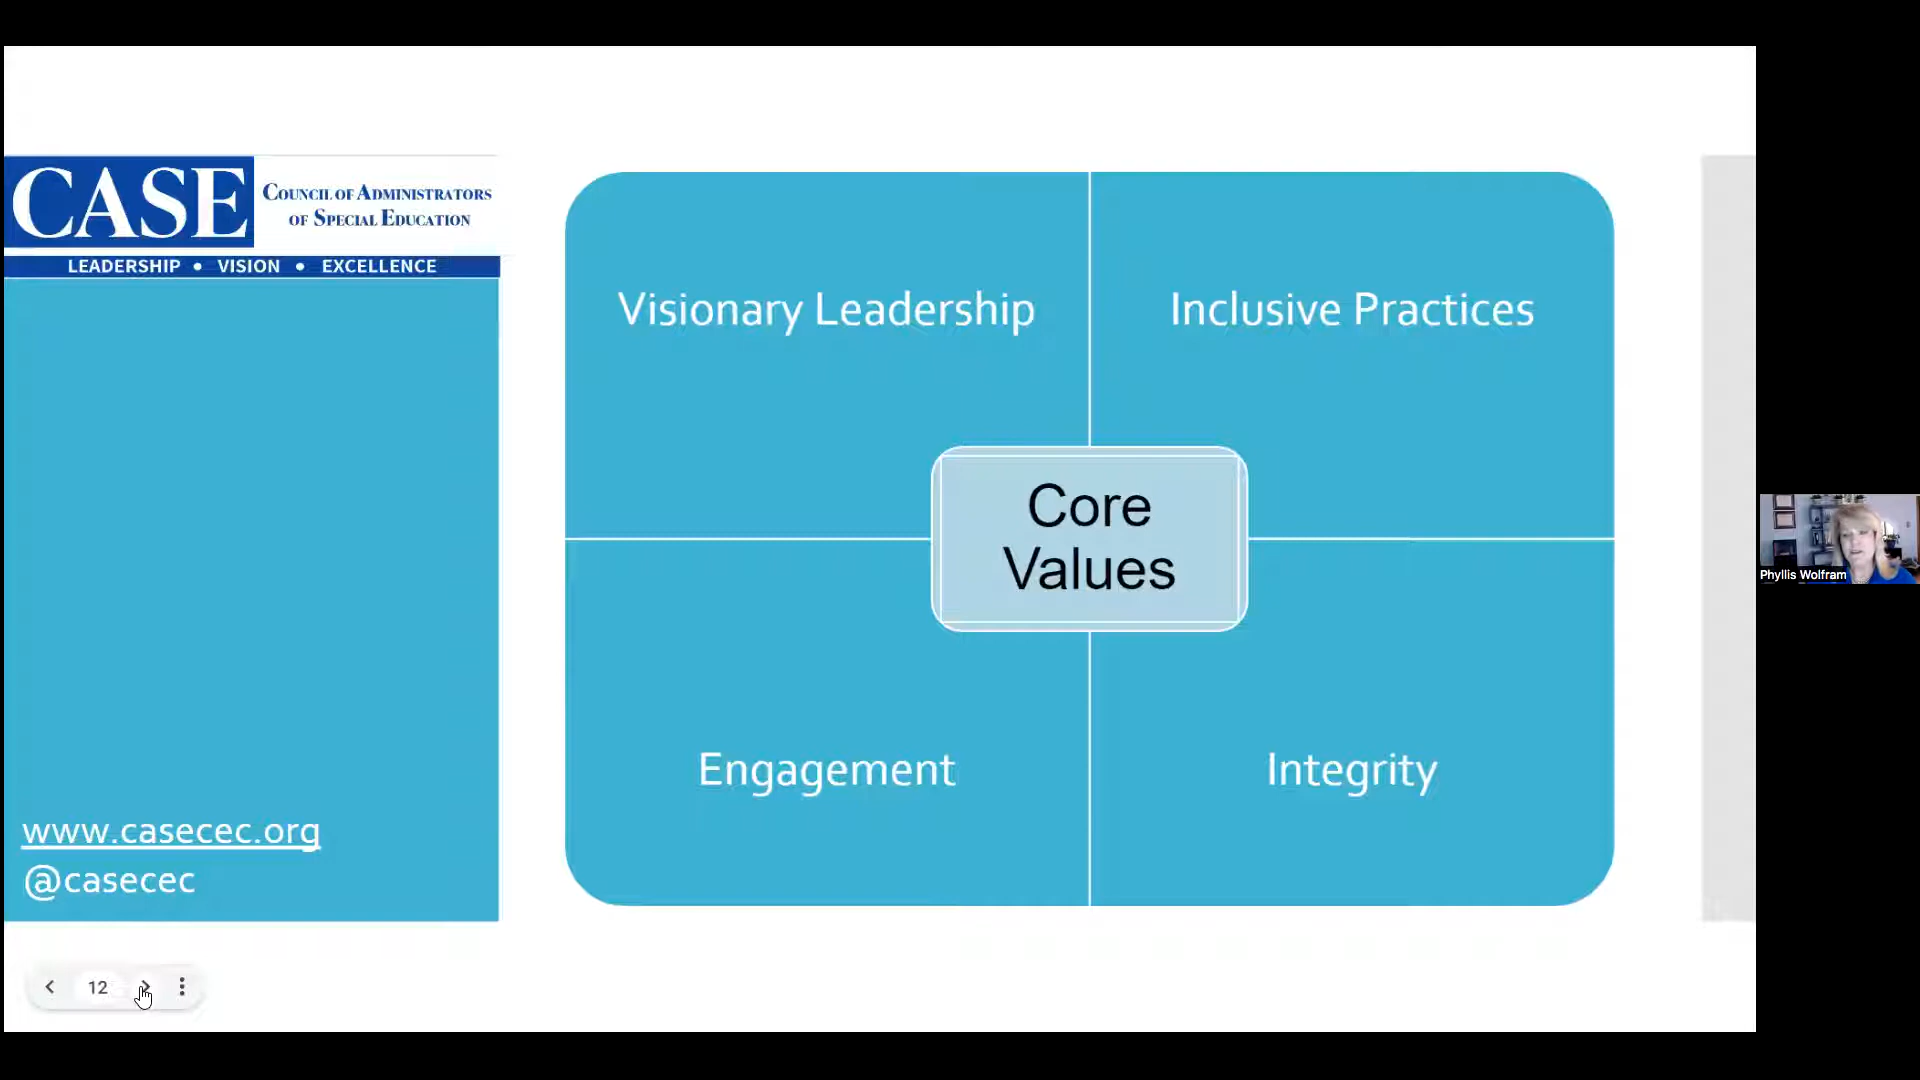 CASE
COUNCIL OF ADMINISTRATORS
OF SPECIAL EDUCATION
LEADERSHIP • VISION • EXCELLENCE
Visionary Leadership
Inclusive Practices
Core
Values
Engagement
Integrity
www.casecec.org
@casecec
12
Phyllis Wolfram